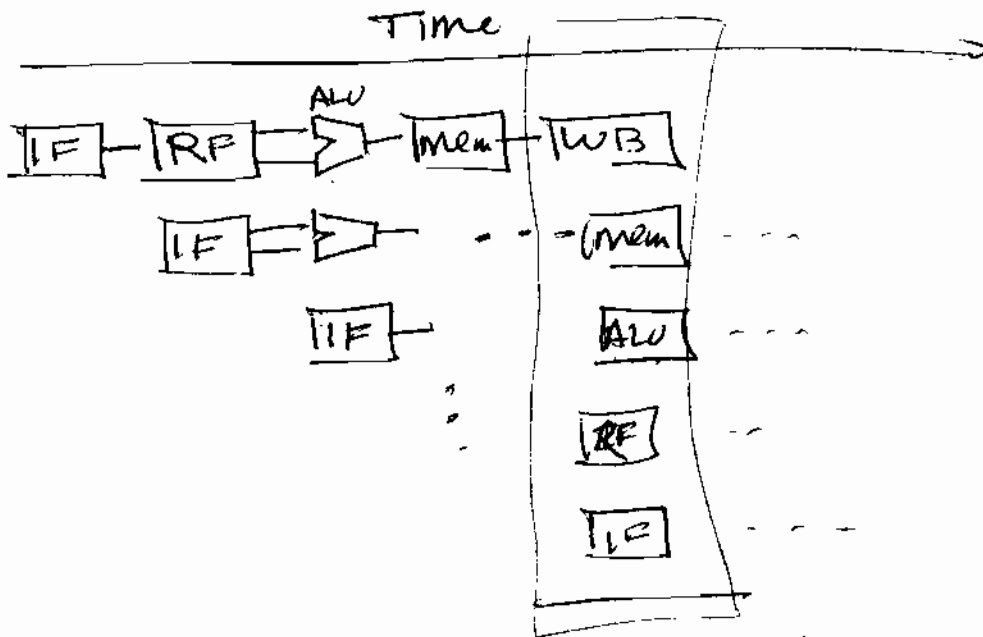 Time
ALU
IF RF mem WB
IF mem
IF ALU
RF
IF